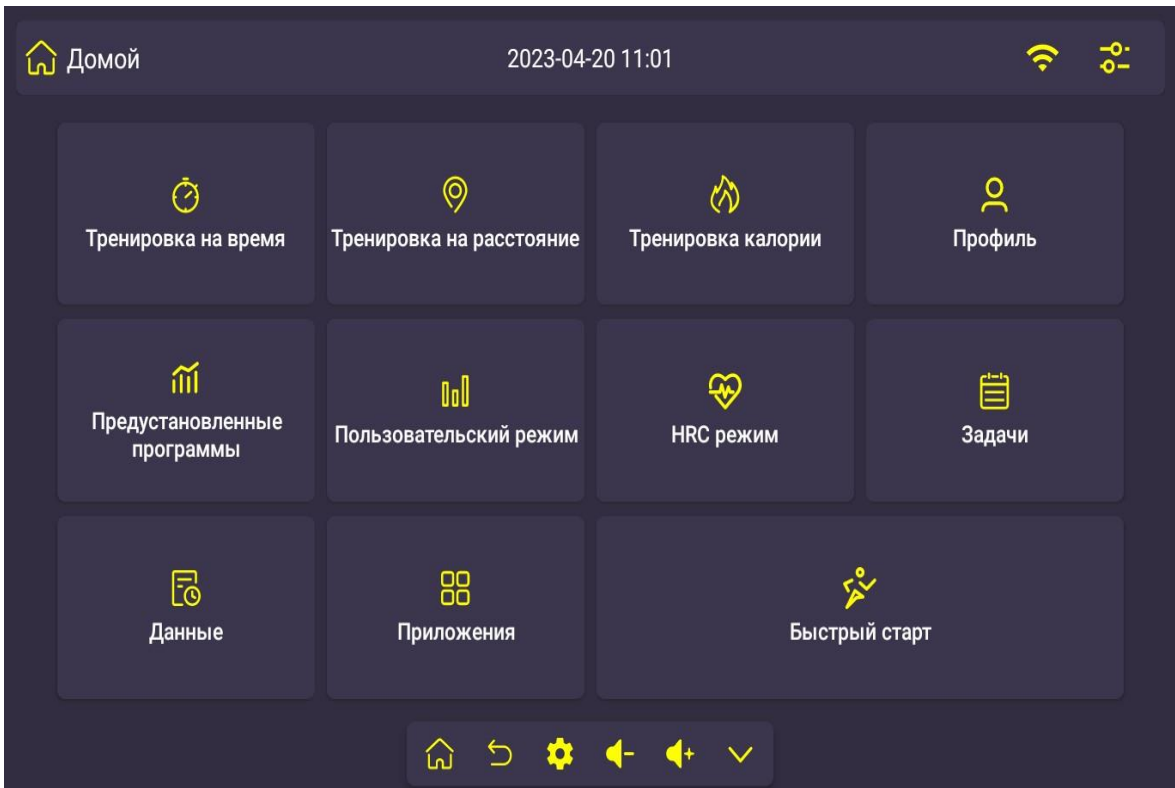 Домой
2023-04-20 11:01
Тренировка на время
Тренировка на расстояние
Тренировка калории
Профиль
Предустановленные
программы
Пользовательский режим
HRC режим
Задачи
Данные
Приложения
Быстрый старт